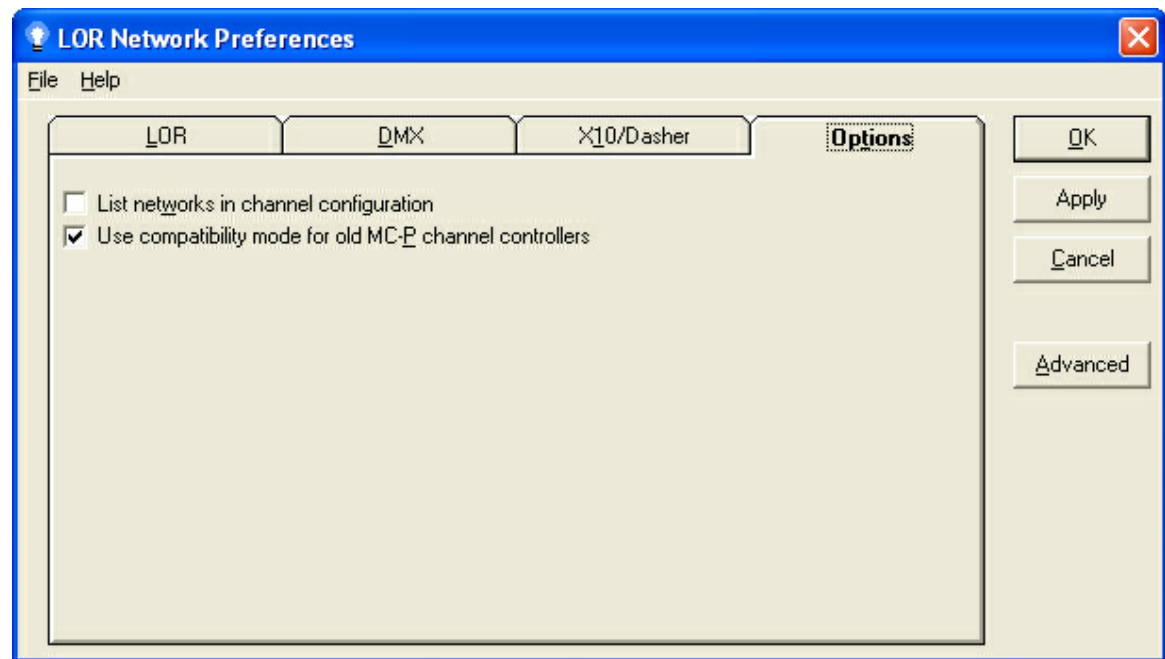 LOR Network Preferences
File Help
LOR DMX X10/Dasher Options
OK
List networks in channel configuration
Apply
Use compatibility mode for old MC-P channel controllers
Cancel
Advanced